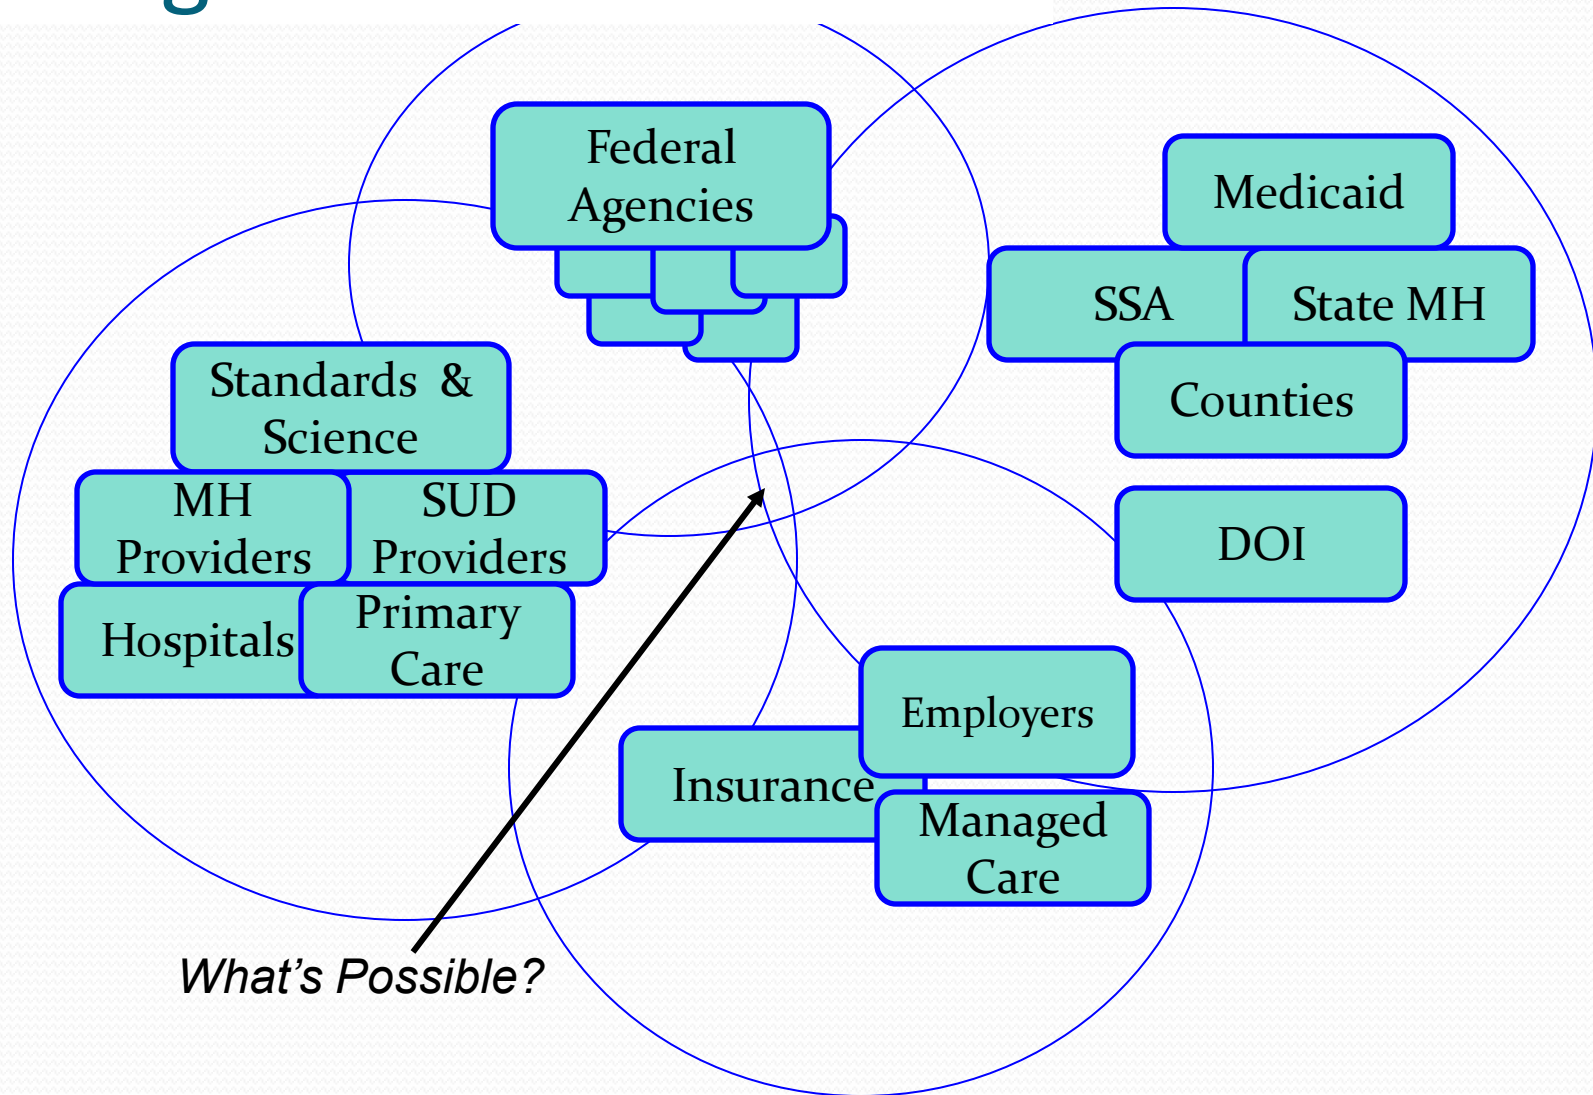 Federal
Agencies
Medicaid
SSA
State MH
Counties
Standards &
Science
MH
Providers
SUD
Providers
DOI
Hospitals
Primary
Care
Employers
Insurance
Managed
Care
What's Possible?